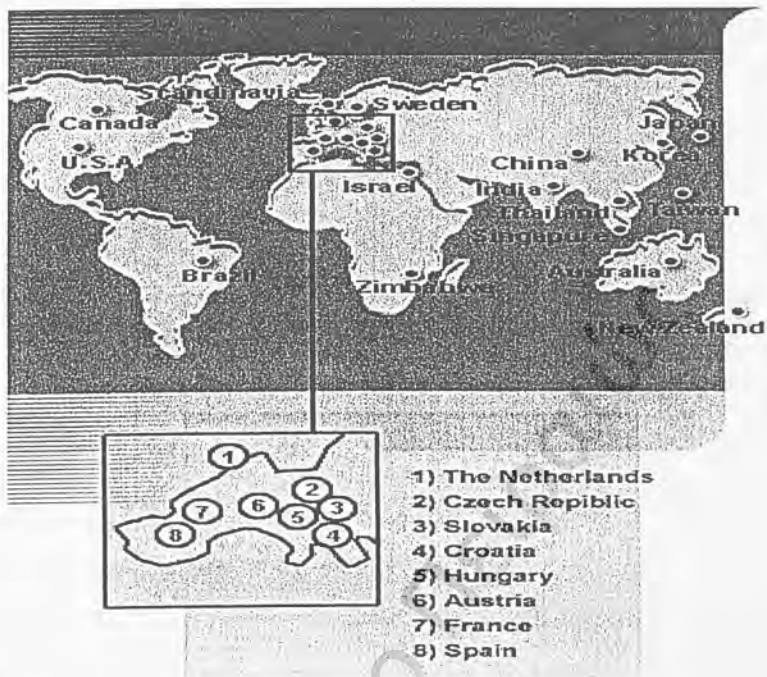 Scandinavia
Sweden
Canada
Japan
U.S.A
China
Korea
Israel
India
Thailand
Taiwan
Singapure
Brazil
Zimbabwe
Australia
New Zealand
1
2
3
4
5
6
7
8
1) The Netherlands
2) Czech Repiblic
3) Slovakia
4) Croatia
5) Hungary
6) Austria
7) France
8) Spain